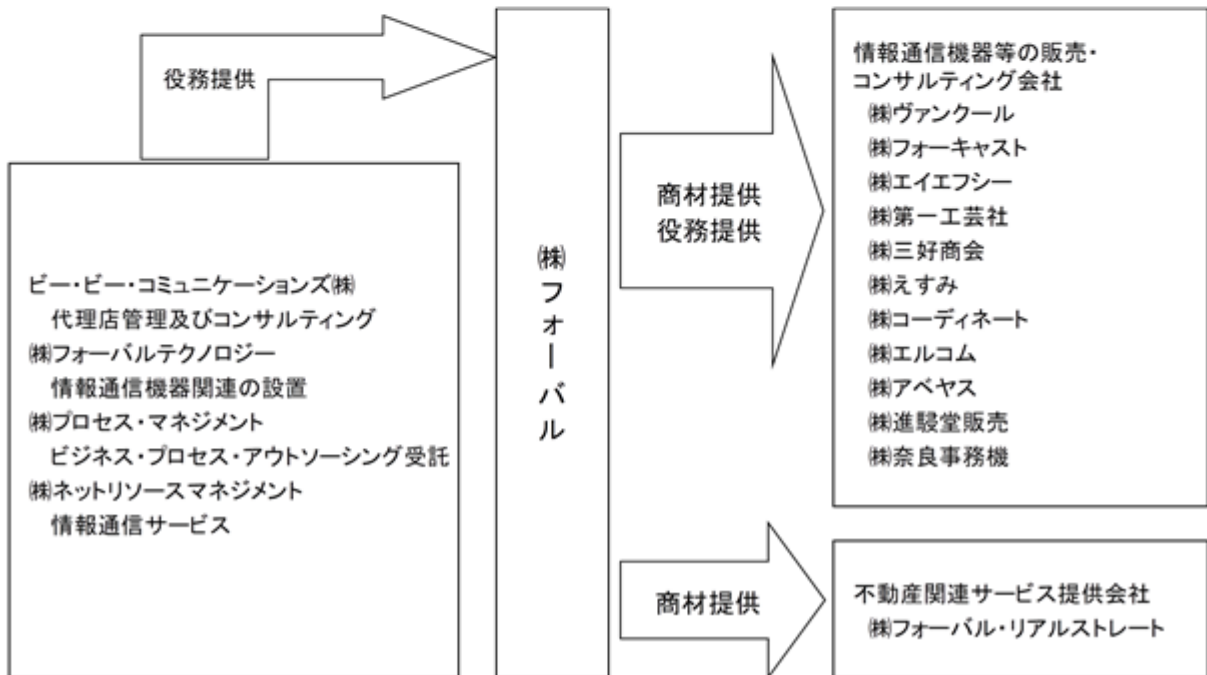 役務提供
ビー・ビー・コミュニケーションズ㈱
代理店管理及びコンサルティング
㈱フォーバルテクノロジー
情報通信機器関連の設置
㈱プロセス・マネジメント
ビジネス・プロセス・アウトソーシング受託
㈱ネットリソースマネジメント
情報通信サービス
㈱フォーバル
商材提供
役務提供
情報通信機器等の販売・
コンサルティング会社
㈱ヴァンクール
㈱フォーキャスト
㈱エイエフシー
㈱第一工芸社
㈱三好商会
㈱えすみ
㈱コーディネート
㈱エルコム
㈱アベヤス
㈱進駸堂販売
㈱奈良事務機
商材提供
不動産関連サービス提供会社
㈱フォーバル・リアルストレート